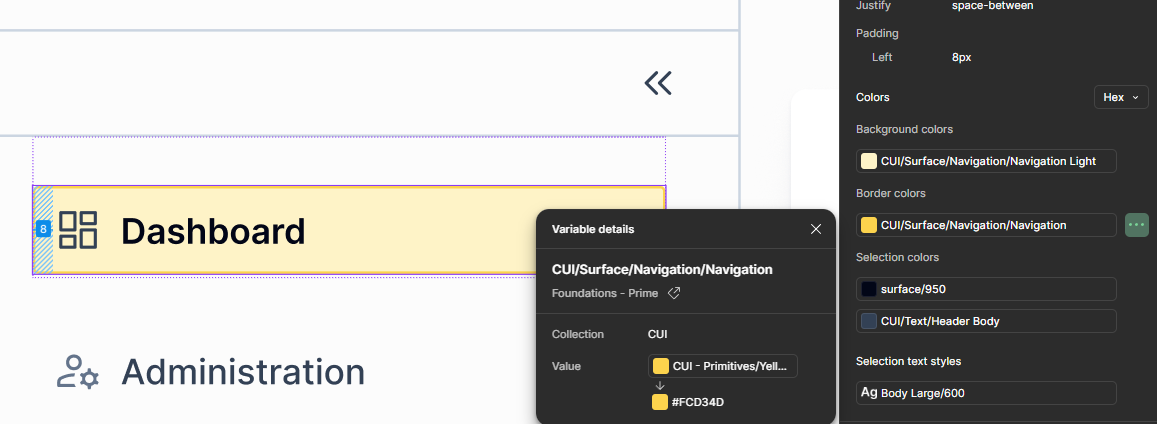 Justify space-between
Padding
Left 8px
Colors Hex
Background colors
CUI/Surface/Navigation/Navigation Light
Border colors
CUI/Surface/Navigation/Navigation
Selection colors
surface/950
CUI/Text/Header Body
Selection text styles
Ag Body Large/600
8 Dashboard
Administration
Variable details
CUI/Surface/Navigation/Navigation
Foundations - Prime
Collection CUI
Value CUI - Primitives/Yell...
#FCD34D